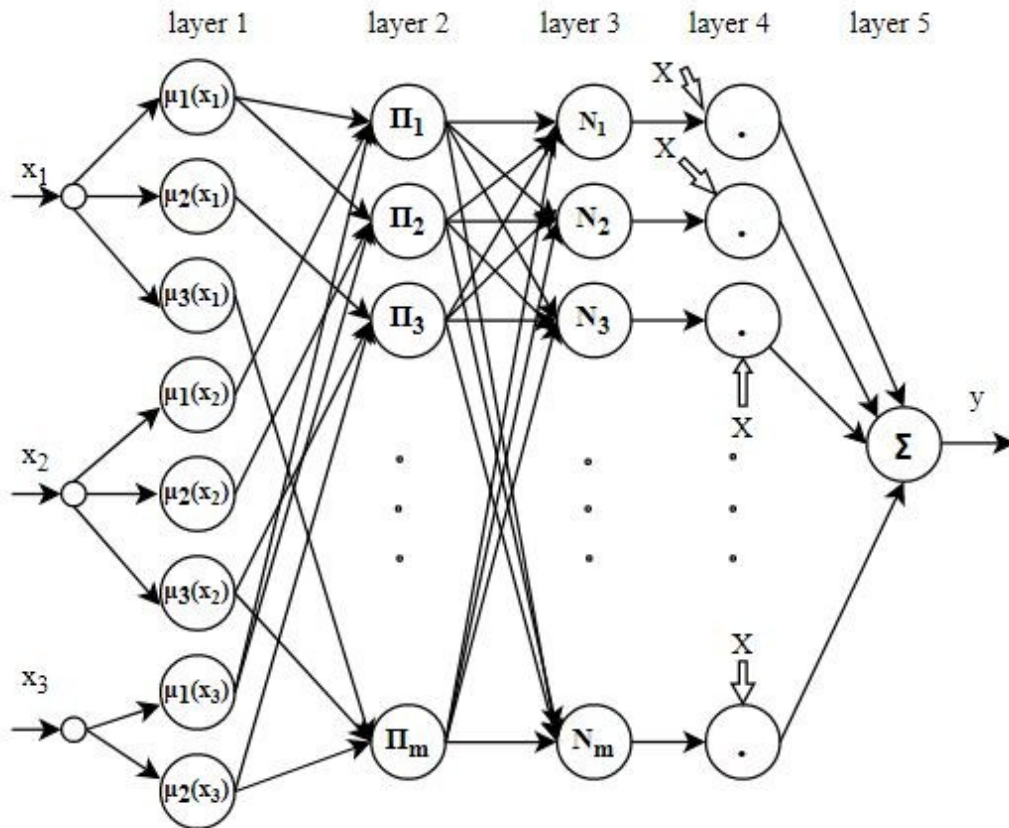 layer 1 layer 2 layer 3 layer 4 layer 5
x₁
μ1(x₁)
μ2(x₁)
μ3(x₁)
x₂
μ1(x₂)
μ2(x₂)
μ3(x₂)
x₃
μ1(x₃)
μ2(x₃)
Π₁
Π₂
Π₃
Πₘ
N₁
N₂
N₃
Nₘ
X
X
X
X
Σ
y